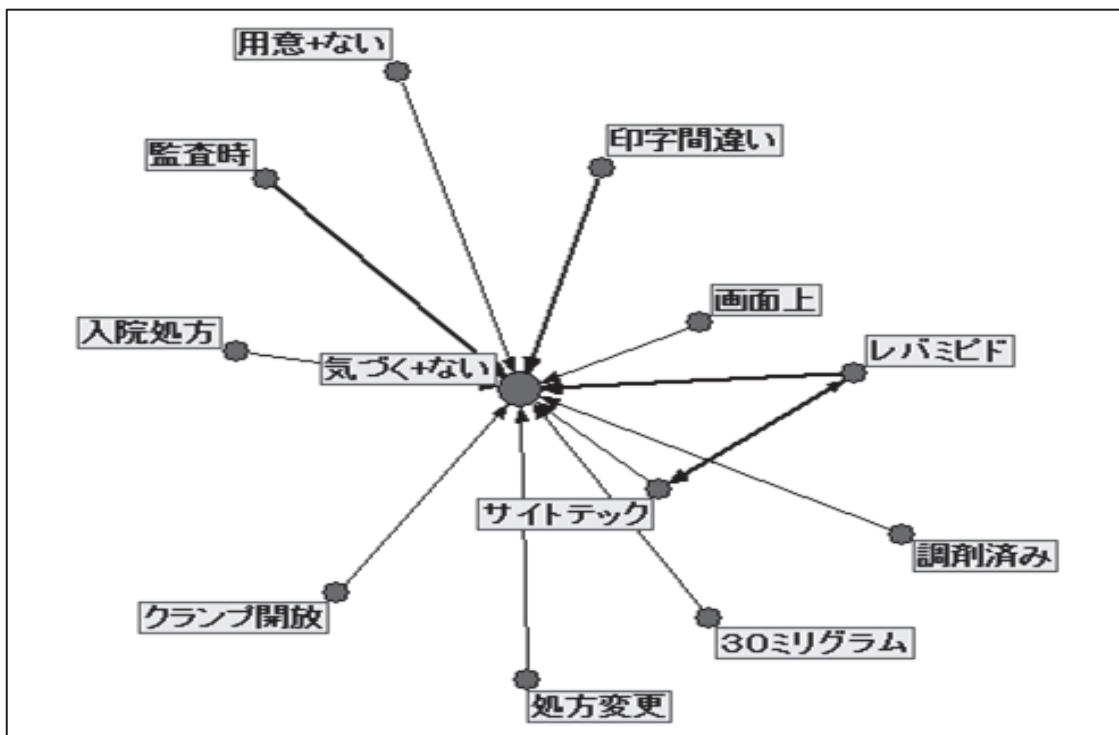 用意+ない
印字間違い
監査時
画面上
入院処方
レバミピド
気づく+ない
サイトテック
調剤済み
クランプ開放
30ミリグラム
処方変更